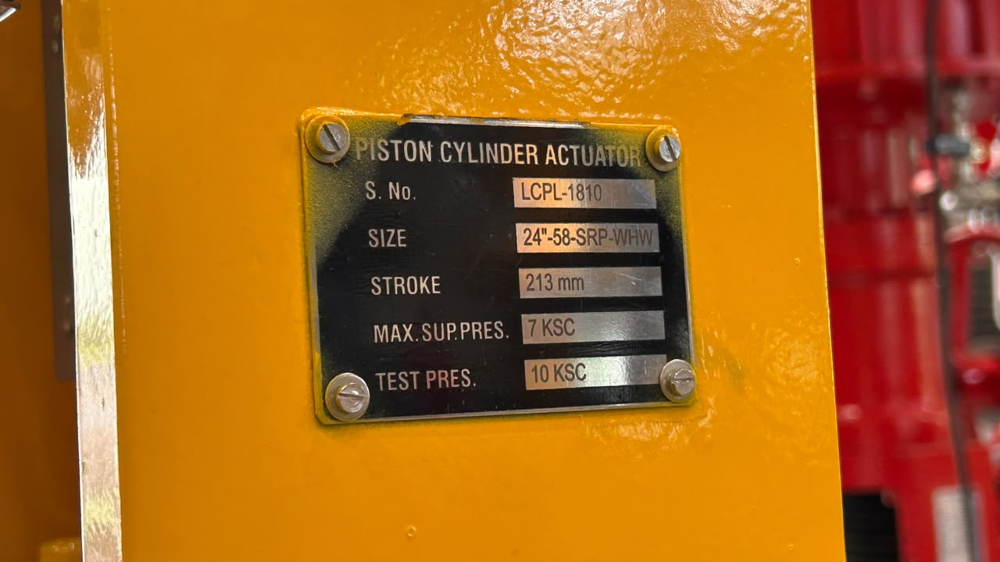 PISTON CYLINDER ACTUATOR
S. No. LCPL-1810
SIZE 24"-58-SRP-WHW
STROKE 213 mm
MAX. SUP.PRES. 7 KSC
TEST PRES. 10 KSC